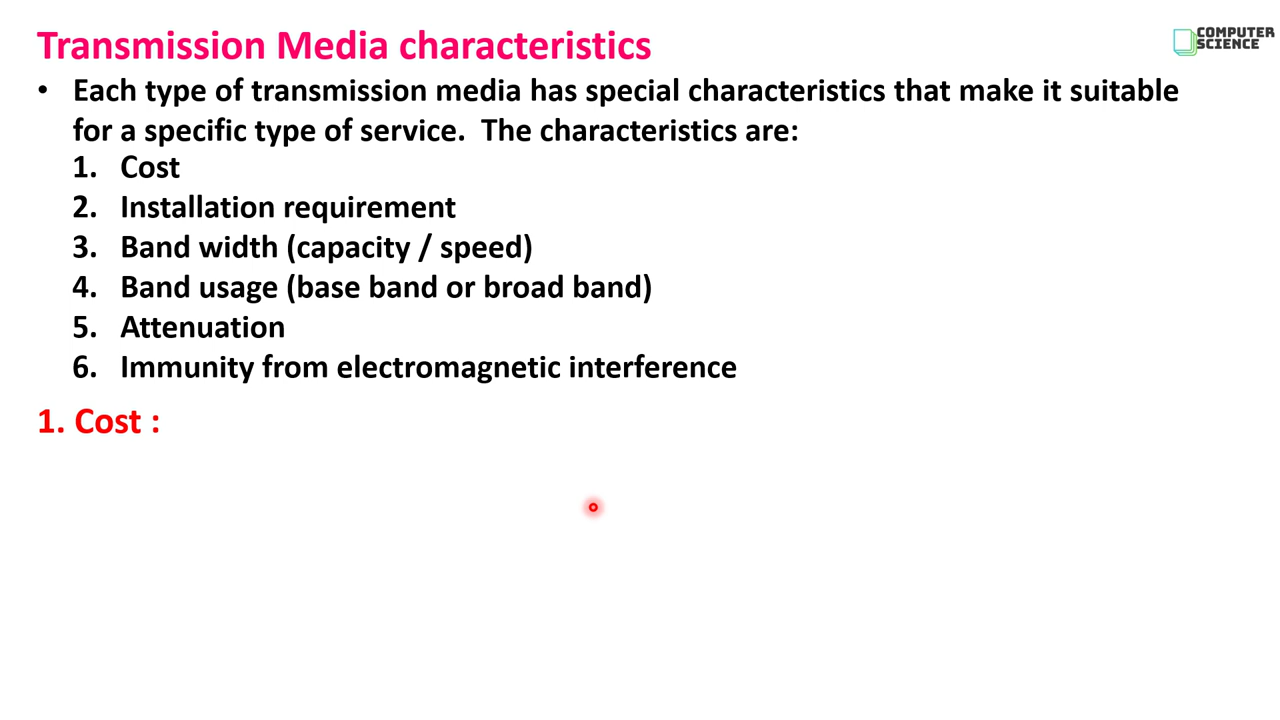 Transmission Media characteristics
COMPUTER
SCIENCE
• Each type of transmission media has special characteristics that make it suitable
for a specific type of service.  The characteristics are:
1. Cost
2. Installation requirement
3. Band width (capacity / speed)
4. Band usage (base band or broad band)
5. Attenuation
6. Immunity from electromagnetic interference
1. Cost :